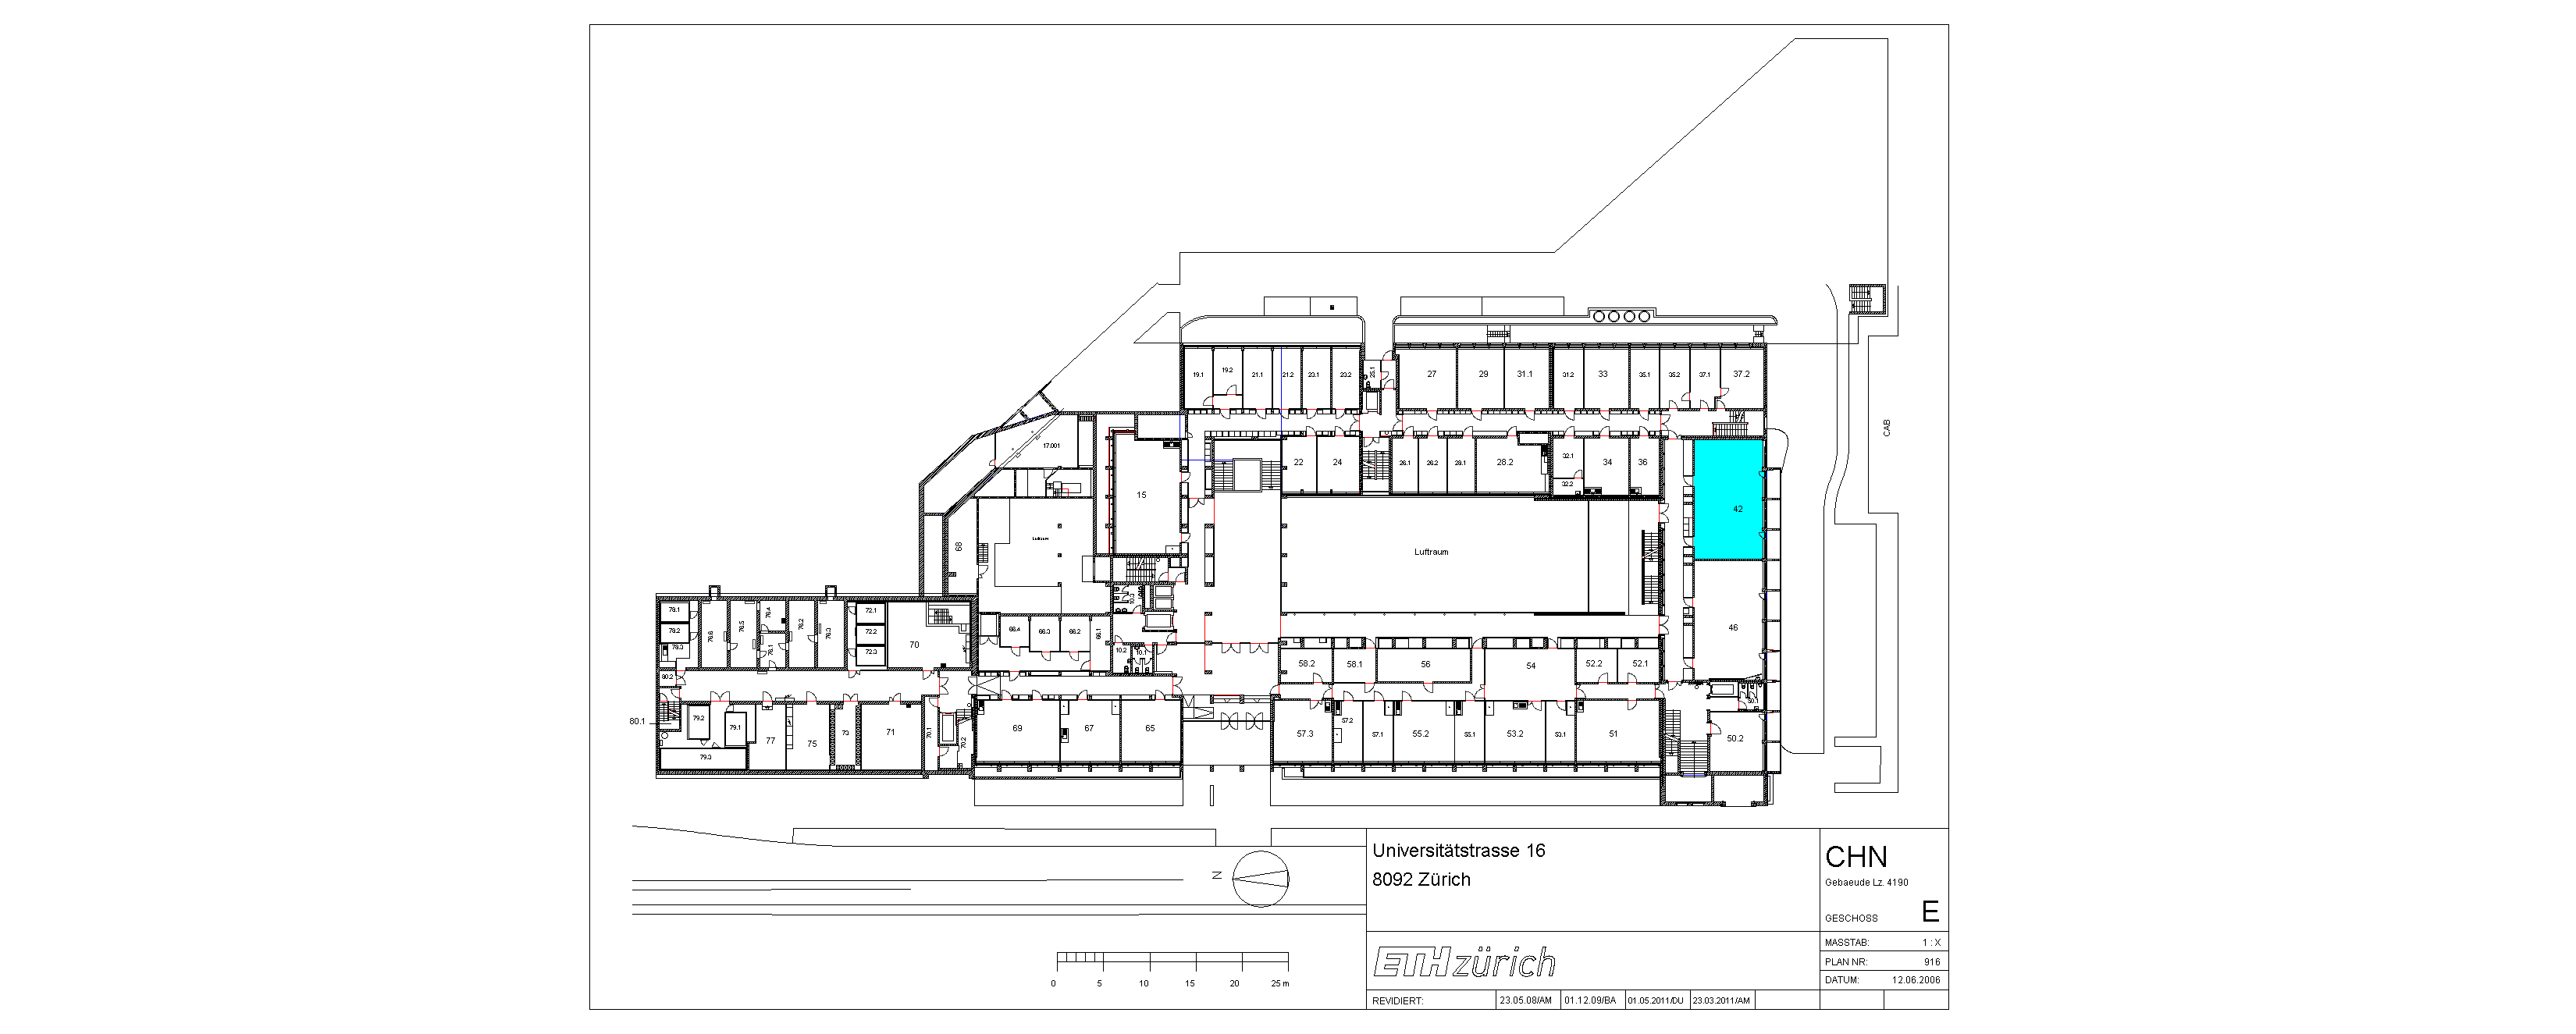 CAB
19.1 19.2 21.1 21.2 23.1 23.2 25.1 27 29 31.1 31.2 33 35.1 35.2 37.1 37.2
17.001
22 24 26.1 26.2 28.1 28.2 32.1 34 36
32.2
15
42
68 Luftraum
Luftraum
78.1 78.2 78.3 76.6 76.5 76.4 76.1 76.2 76.3 72.1 72.2 72.3 70
66.4 66.3 66.2 66.1
10.2 10.1
46
58.2 58.1 56 54 52.2 52.1
80.2
80.1
79.2 79.1 79.3 77 75 73 71 70.1 70.2
69 67 65
57.3 57.2 57.1 55.2 55.1 53.2 53.1 51
50.1
50.2
N
0 5 10 15 20 25 m
Universitätstrasse 16
8092 Zürich
CHN
Gebaeude Lz. 4190
GESCHOSS E
ETH zürich
MASSTAB: 1 : X
PLAN NR: 916
DATUM: 12.06.2006
REVIDIERT: 23.05.08/AM 01.12.09/BA 01.05.2011/DU 23.03.2011/AM